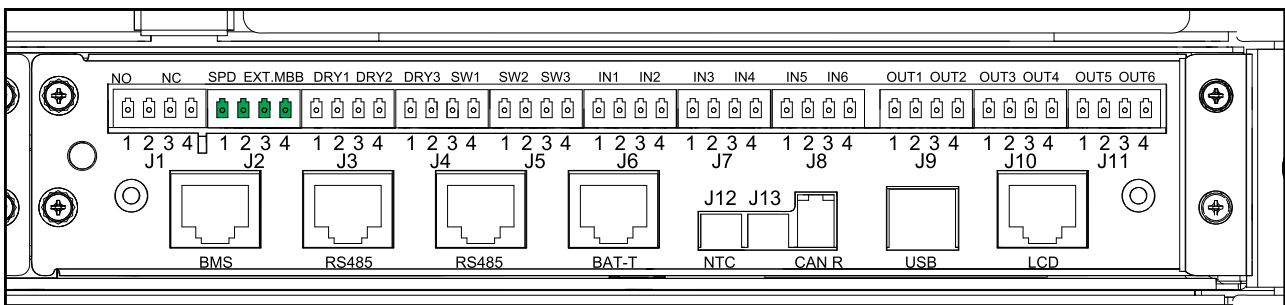 NO NC SPD EXT.MBB DRY1 DRY2 DRY3 SW1 SW2 SW3 IN1 IN2 IN3 IN4 IN5 IN6 OUT1 OUT2 OUT3 OUT4 OUT5 OUT6
1 2 3 4 1 2 3 4 1 2 3 4 1 2 3 4 1 2 3 4 1 2 3 4 1 2 3 4 1 2 3 4 1 2 3 4 1 2 3 4 1 2 3 4
J1 J2 J3 J4 J5 J6 J7 J8 J9 J10 J11
J12 J13
BMS RS485 RS485 BAT-T NTC CAN R USB LCD